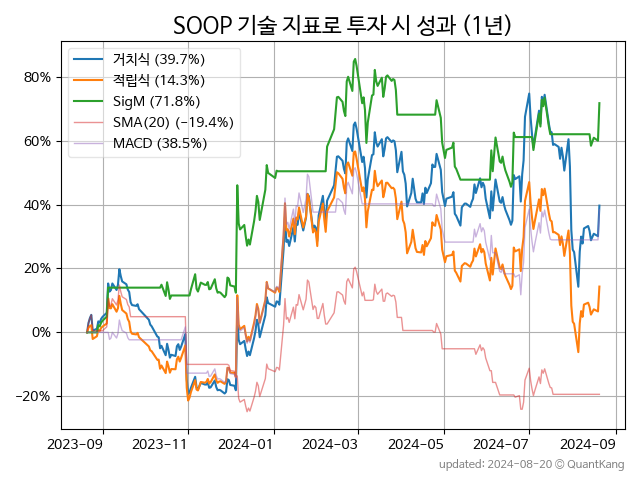 SOOP 기술 지표로 투자 시 성과 (1년)
거치식 (39.7%)
적립식 (14.3%)
SigM (71.8%)
SMA(20) (−19.4%)
MACD (38.5%)
80%
60%
40%
20%
0%
−20%
2023-09 2023-11 2024-01 2024-03 2024-05 2024-07 2024-09
updated: 2024-08-20 © QuantKang